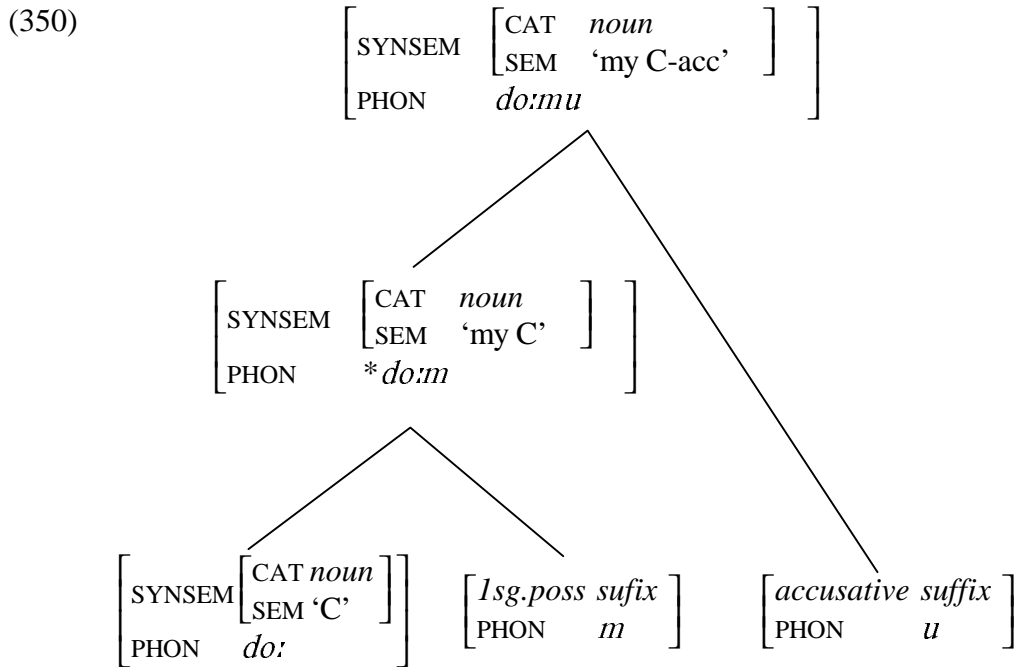 (350)
SYNSEM CAT noun
SEM ‘my C-acc’
PHON do:mu
SYNSEM CAT noun
SEM ‘my C’
PHON *do:m
SYNSEM CAT noun
SEM ‘C’
PHON do:
1sg.poss sufix
PHON m
accusative suffix
PHON u